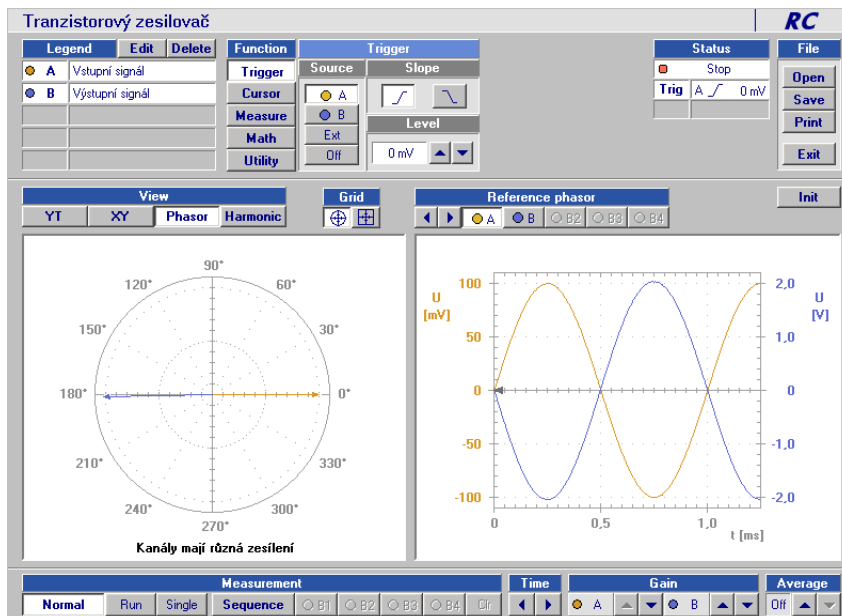 Tranzistorový zesilovač
RC
Legend Edit Delete
A Vstupní signál
B Výstupní signál
Function
Trigger
Cursor
Measure
Math
Utility
Trigger
Source
A
B
Ext
Off
Slope
Level
0 mV
Status
Stop
Trig A 0 mV
File
Open
Save
Print
Exit
View
YT XY Phasor Harmonic
Grid
Reference phasor
A B B2 B3 B4
Init
90°
120° 60°
150° 30°
180° 0°
210° 330°
240° 300°
270°
Kanály mají různá zesílení
100 2,0
U [mV]
U [V]
50 1,0
0 0
-50 -1,0
-100 -2,0
0 0,5 1,0
t [ms]
Measurement
Normal Run Single Sequence B1 B2 B3 B4 Clr
Time
Gain
A B
Average
Off